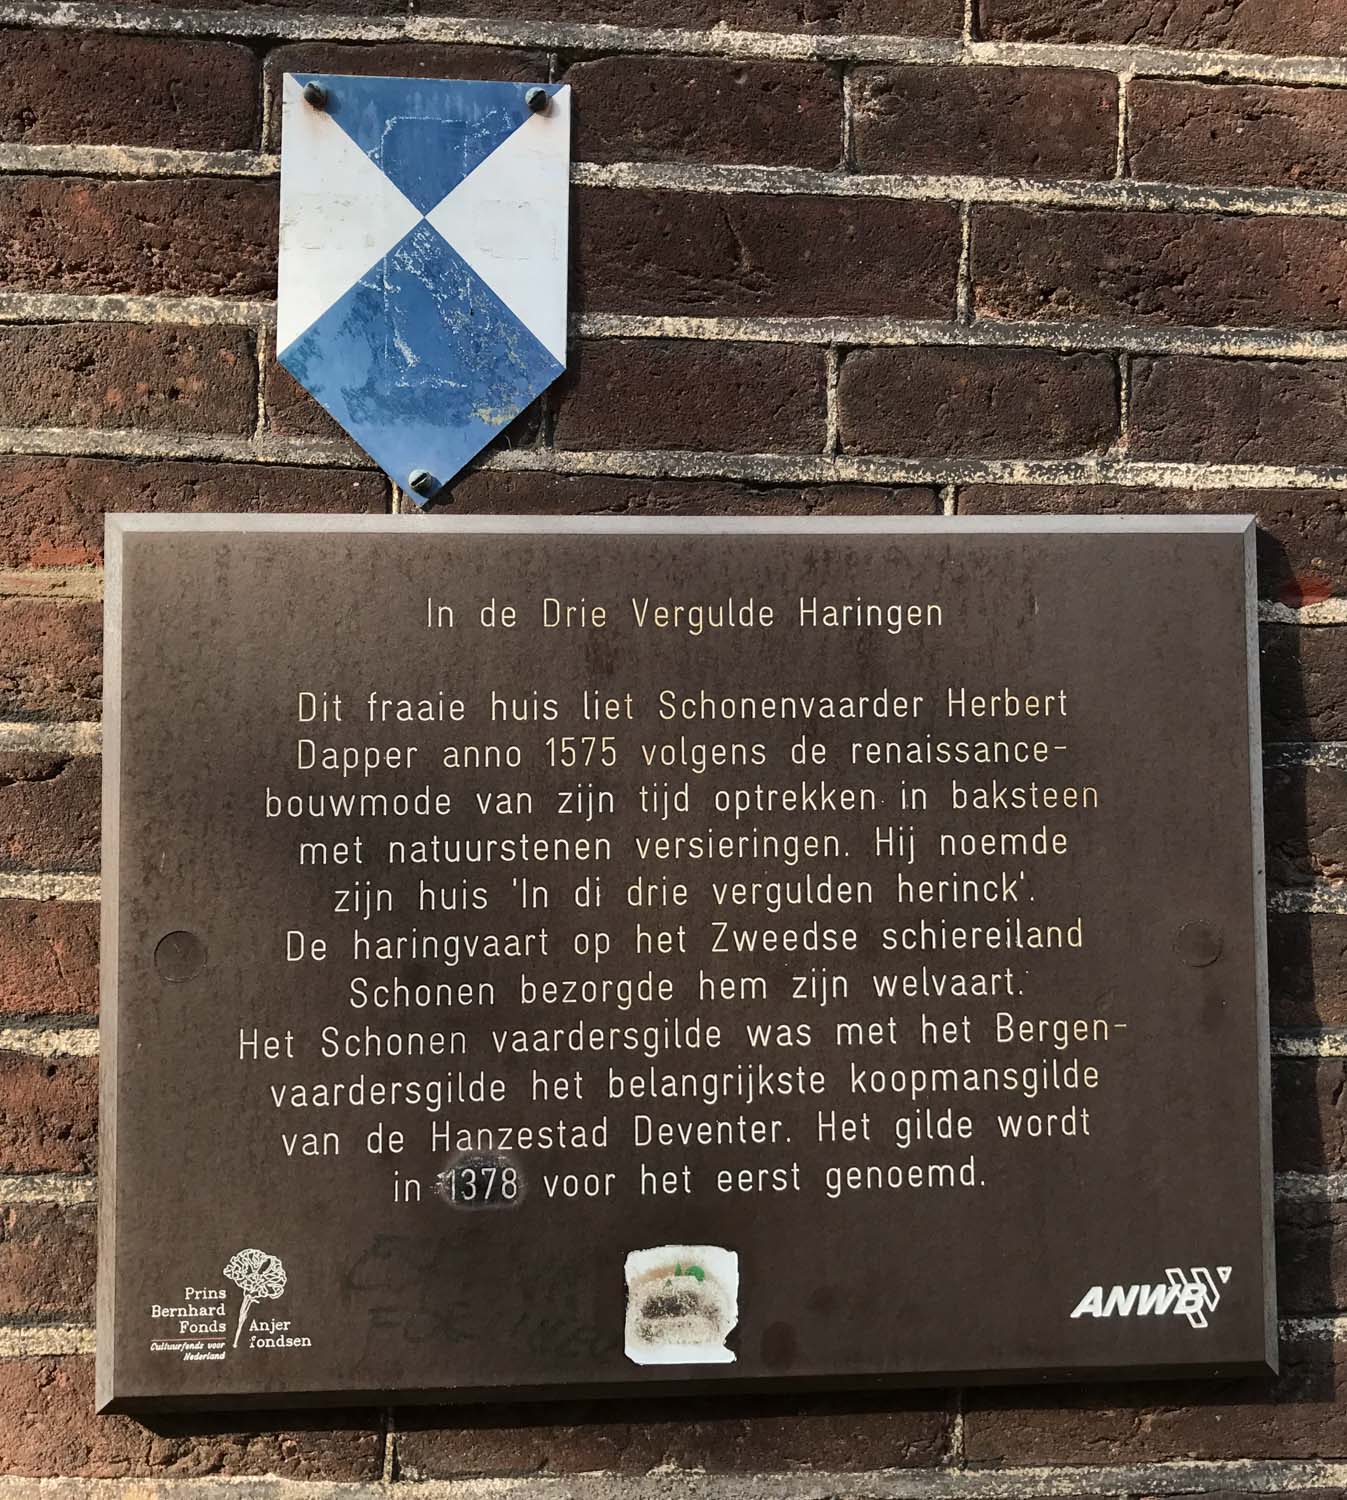 In de Drie Vergulde Haringen
Dit fraaie huis liet Schonenvaarder Herbert
Dapper anno 1575 volgens de renaissance-
bouwmode van zijn tijd optrekken in baksteen
met natuurstenen versieringen. Hij noemde
zijn huis 'In di drie vergulden herinck'.
De haringvaart op het Zweedse schiereiland
Schonen bezorgde hem zijn welvaart.
Het Schonen vaardersgilde was met het Bergen-
vaardersgilde het belangrijkste koopmansgilde
van de Hanzestad Deventer. Het gilde wordt
in 1378 voor het eerst genoemd.
Prins
Bernhard
Fonds
Cultuurfonds voor
Nederland
Anjer
fondsen
ANWB